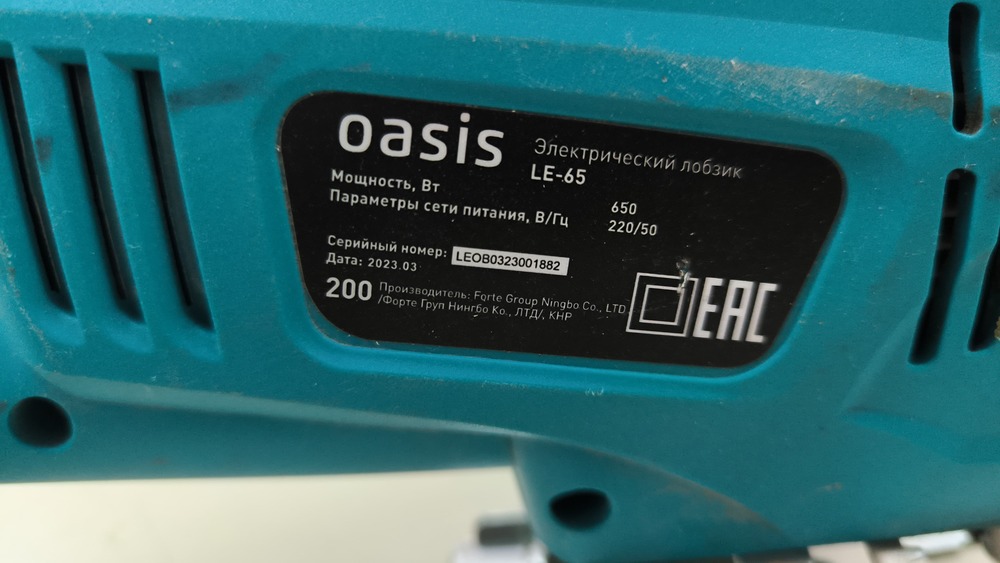 oasis
Электрический лобзик
LE-65
Мощность, Вт 650
Параметры сети питания, В/Гц 220/50
Серийный номер: LEOB0323001882
Дата: 2023.03
200 Производитель: Forte Group Ningbo Co., LTD
/Форте Груп Нингбо Ко., ЛТД/, КНР
EAC